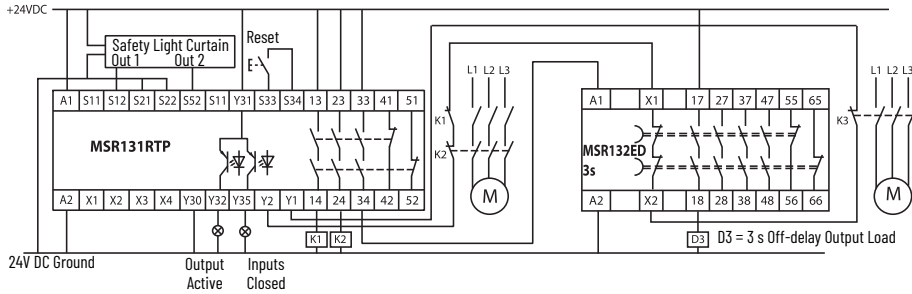 +24VDC
Safety Light Curtain
Out 1 Out 2
Reset
A1 S11 S12 S21 S22 S52 S11 Y31 S33 S34 13 23 33 41 51
MSR131RTP
A2 X1 X2 X3 X4 Y30 Y32 Y35 Y2 Y1 14 24 34 42 52
K1 K2
24V DC Ground
Output
Active
Inputs
Closed
L1 L2 L3
K1
K2
M
A1 X1 17 27 37 47 55 65
MSR132ED
3s
A2 X2 18 28 38 48 56 66
D3 D3 = 3 s Off-delay Output Load
L1 L2 L3
K3
M